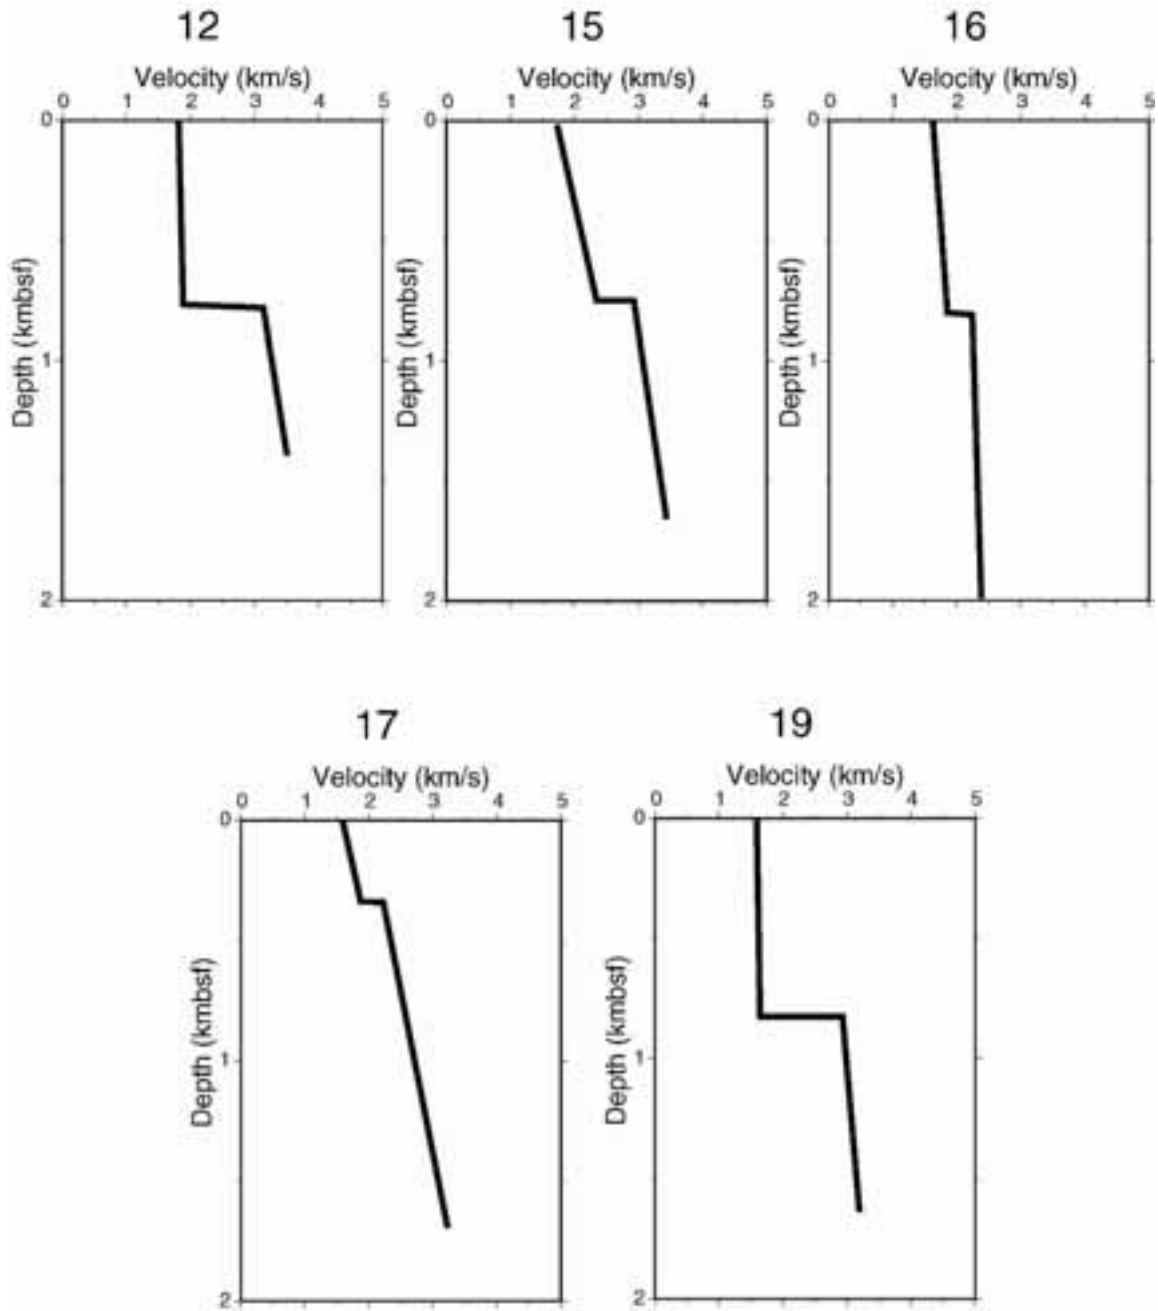 12 15 16
Velocity (km/s) Velocity (km/s) Velocity (km/s)
0 1 2 3 4 5 0 1 2 3 4 5 0 1 2 3 4 5
0 0 0
Depth (kmbsf) Depth (kmbsf) Depth (kmbsf)
1 1 1
2 2 2
17 19
Velocity (km/s) Velocity (km/s)
0 1 2 3 4 5 0 1 2 3 4 5
0 0
Depth (kmbsf) Depth (kmbsf)
1 1
2 2